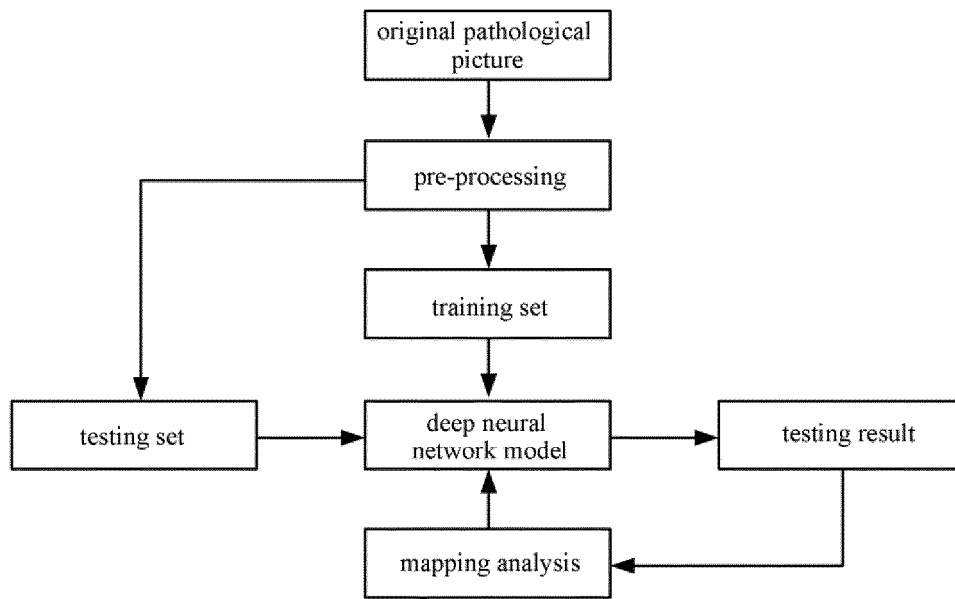 original pathological
picture
pre-processing
training set
testing set
deep neural
network model
testing result
mapping analysis